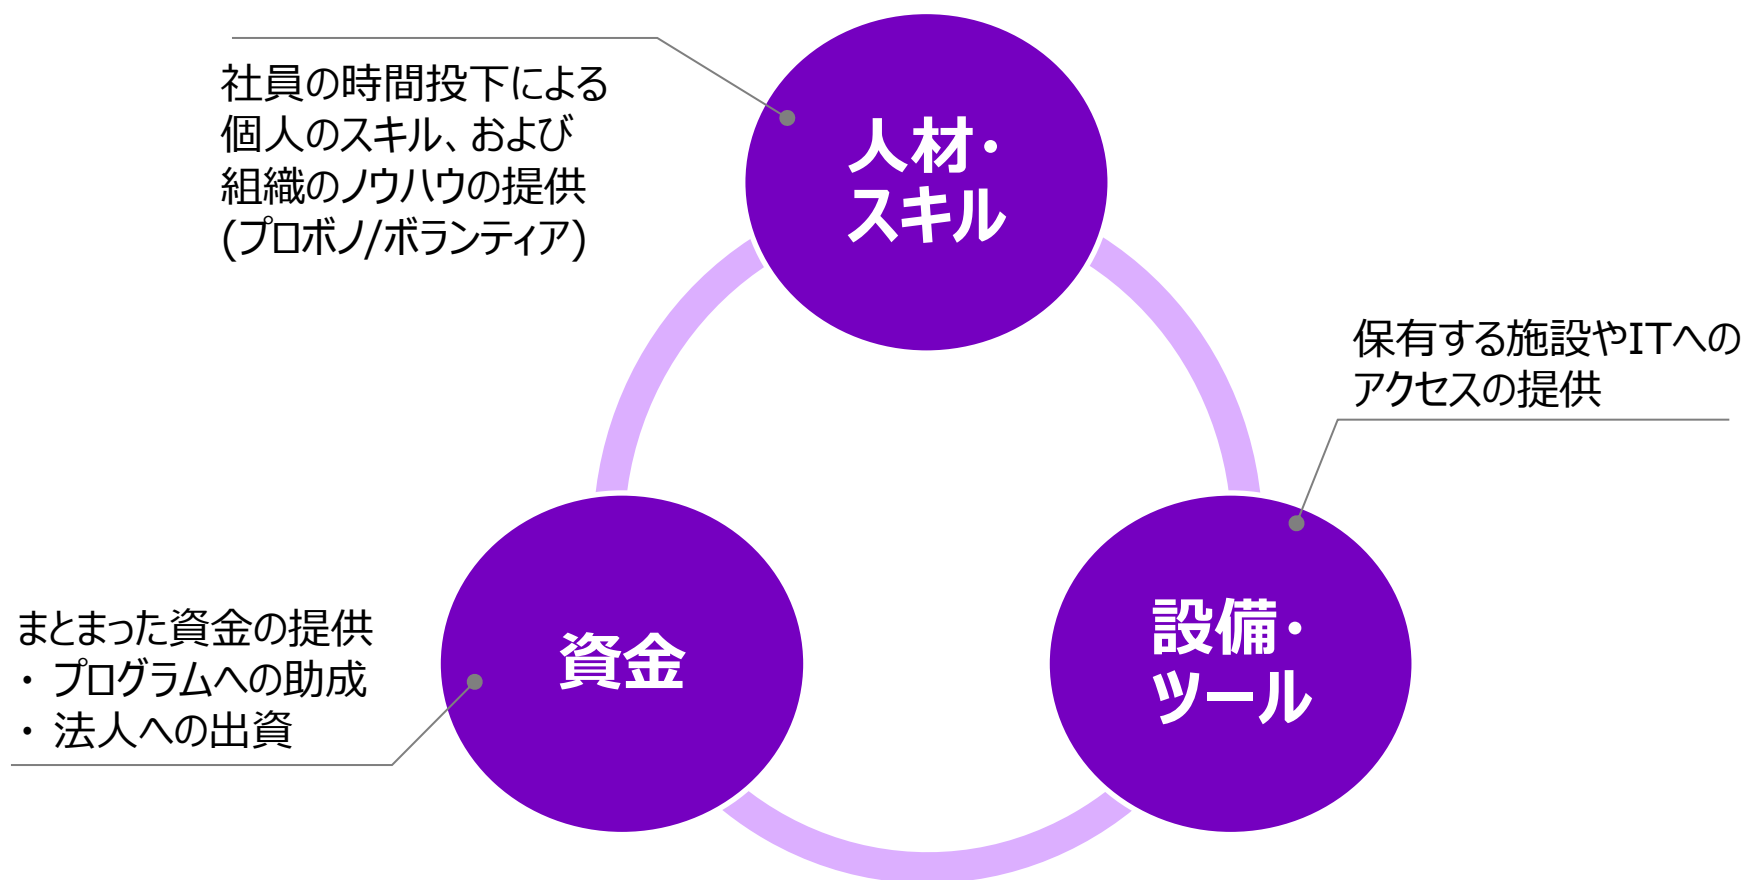 社員の時間投下による
個人のスキル、および
組織のノウハウの提供
(プロボノ/ボランティア)
人材・
スキル
保有する施設やITへの
アクセスの提供
まとまった資金の提供
・ プログラムへの助成
・ 法人への出資
資金
設備・
ツール